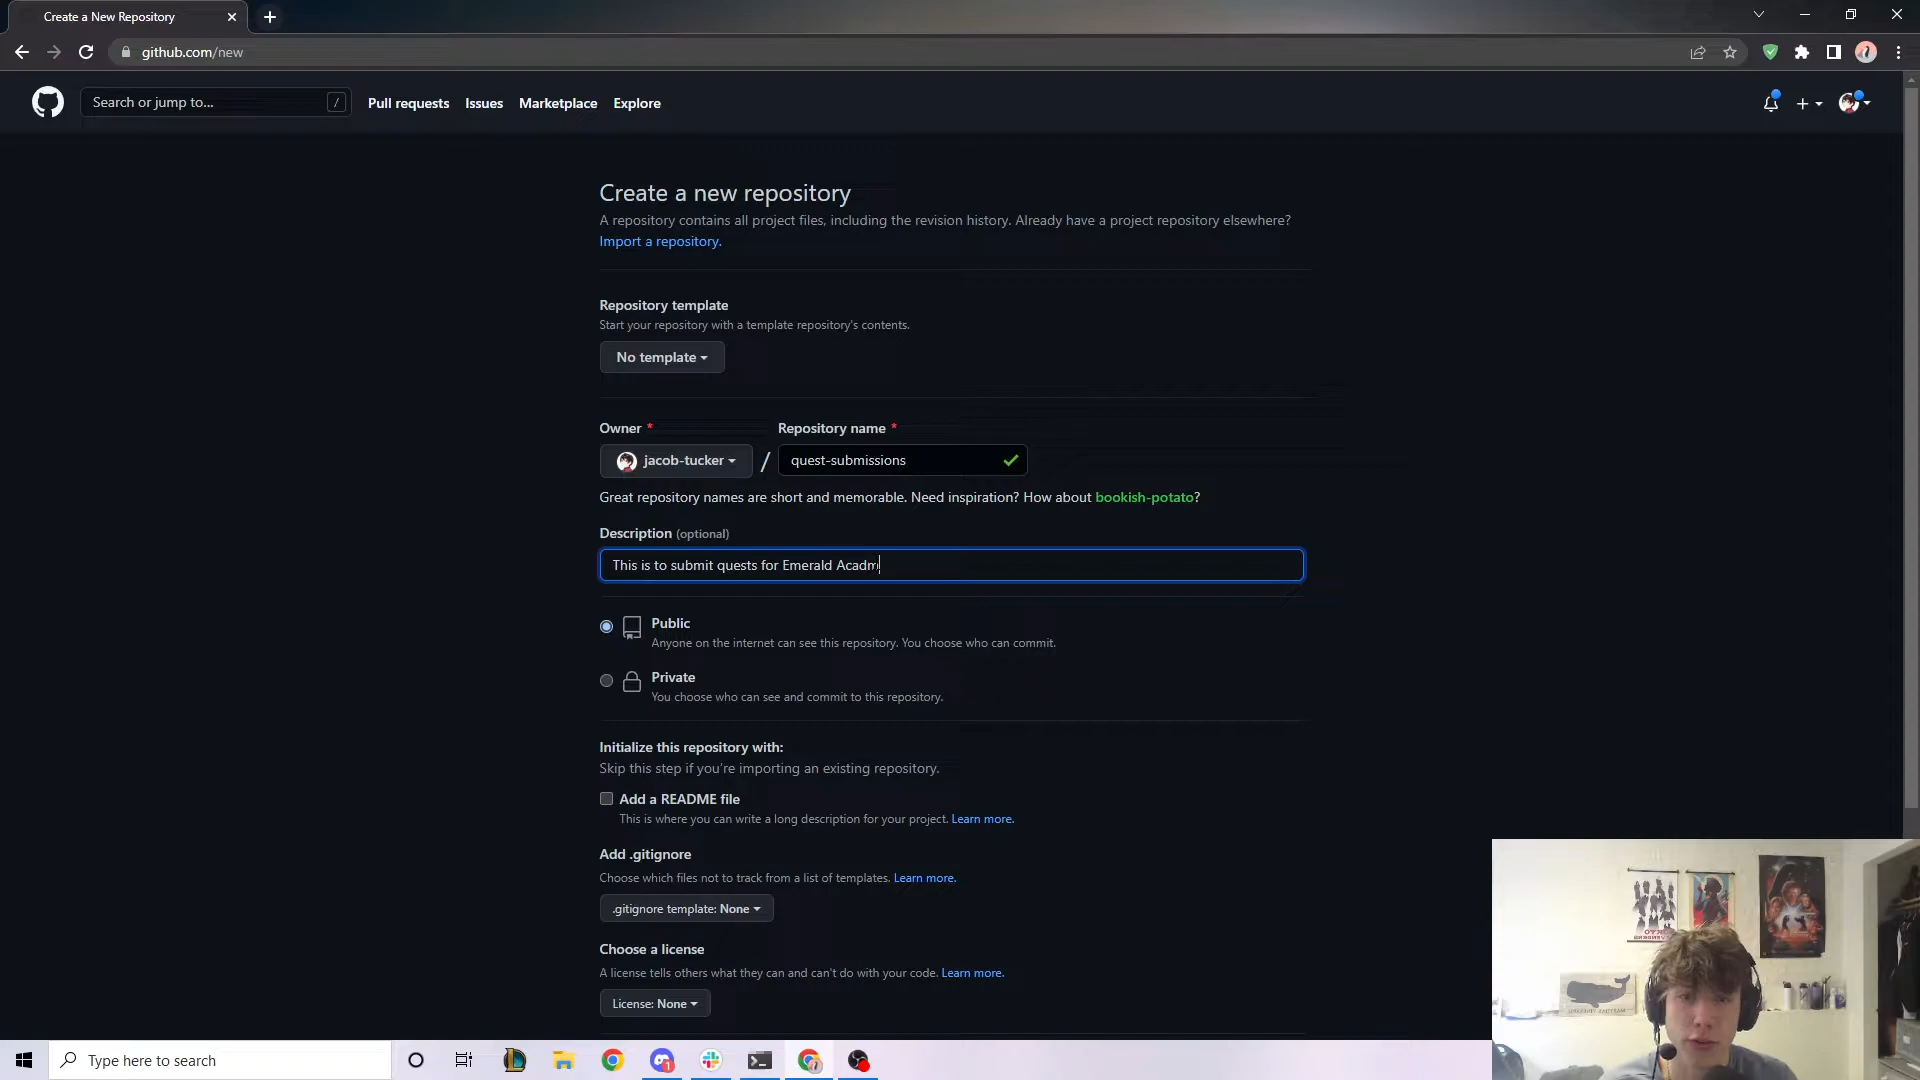 Create a New Repository
github.com/new
Search or jump to... /
Pull requests Issues Marketplace Explore
Create a new repository
A repository contains all project files, including the revision history. Already have a project repository elsewhere?
Import a repository.
Repository template
Start your repository with a template repository's contents.
No template
Owner * Repository name *
jacob-tucker / quest-submissions
Great repository names are short and memorable. Need inspiration? How about bookish-potato?
Description (optional)
This is to submit quests for Emerald Acadm
Public
Anyone on the internet can see this repository. You choose who can commit.
Private
You choose who can see and commit to this repository.
Initialize this repository with:
Skip this step if you're importing an existing repository.
Add a README file
This is where you can write a long description for your project. Learn more.
Add .gitignore
Choose which files not to track from a list of templates. Learn more.
.gitignore template: None
Choose a license
A license tells others what they can and can't do with your code. Learn more.
License: None
Type here to search
1